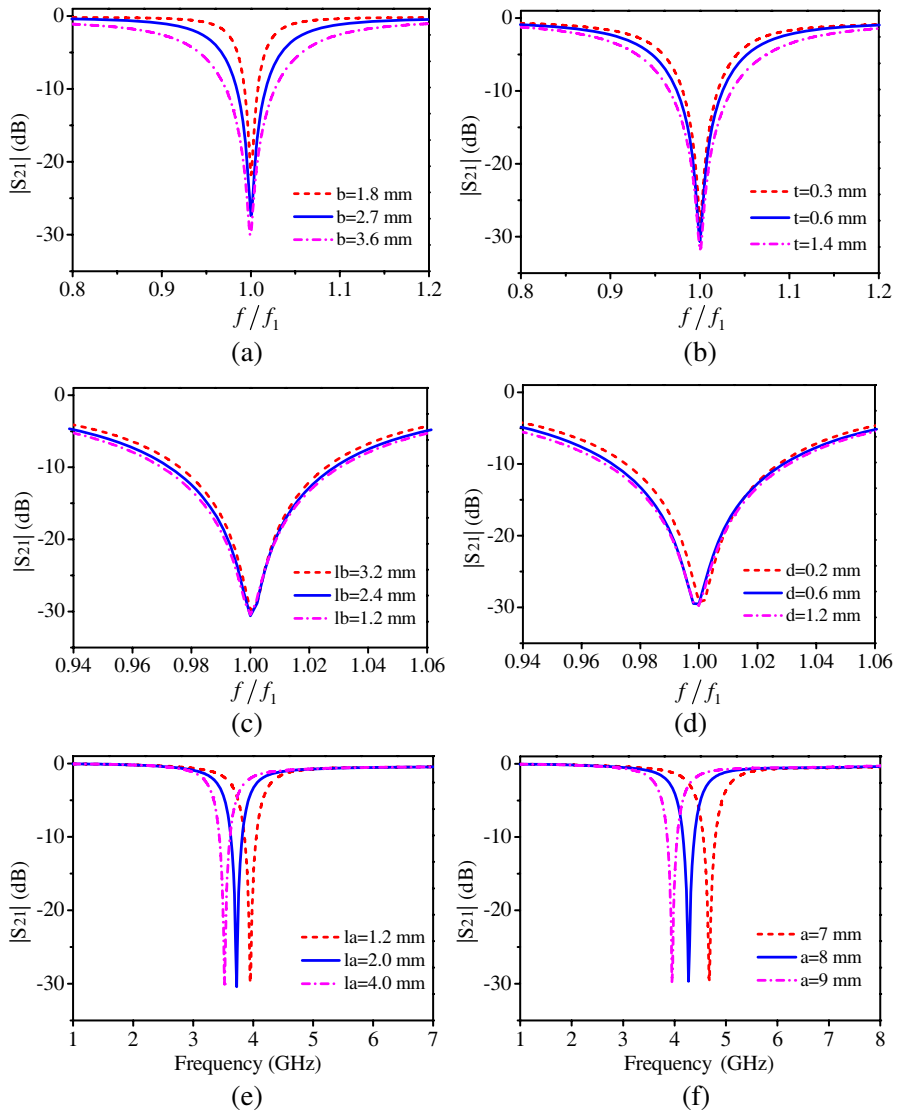 |S21| (dB)
0
-10
-20
-30
b=1.8 mm
b=2.7 mm
b=3.6 mm
0.8 0.9 1.0 1.1 1.2
f/f1
(a)
|S21| (dB)
0
-10
-20
-30
t=0.3 mm
t=0.6 mm
t=1.4 mm
0.8 0.9 1.0 1.1 1.2
f/f1
(b)
|S21| (dB)
0
-10
-20
-30
lb=3.2 mm
lb=2.4 mm
lb=1.2 mm
0.94 0.96 0.98 1.00 1.02 1.04 1.06
f/f1
(c)
|S21| (dB)
0
-10
-20
-30
d=0.2 mm
d=0.6 mm
d=1.2 mm
0.94 0.96 0.98 1.00 1.02 1.04 1.06
f/f1
(d)
|S21| (dB)
0
-10
-20
-30
la=1.2 mm
la=2.0 mm
la=4.0 mm
1 2 3 4 5 6 7
Frequency (GHz)
(e)
|S21| (dB)
0
-10
-20
-30
a=7 mm
a=8 mm
a=9 mm
1 2 3 4 5 6 7 8
Frequency (GHz)
(f)